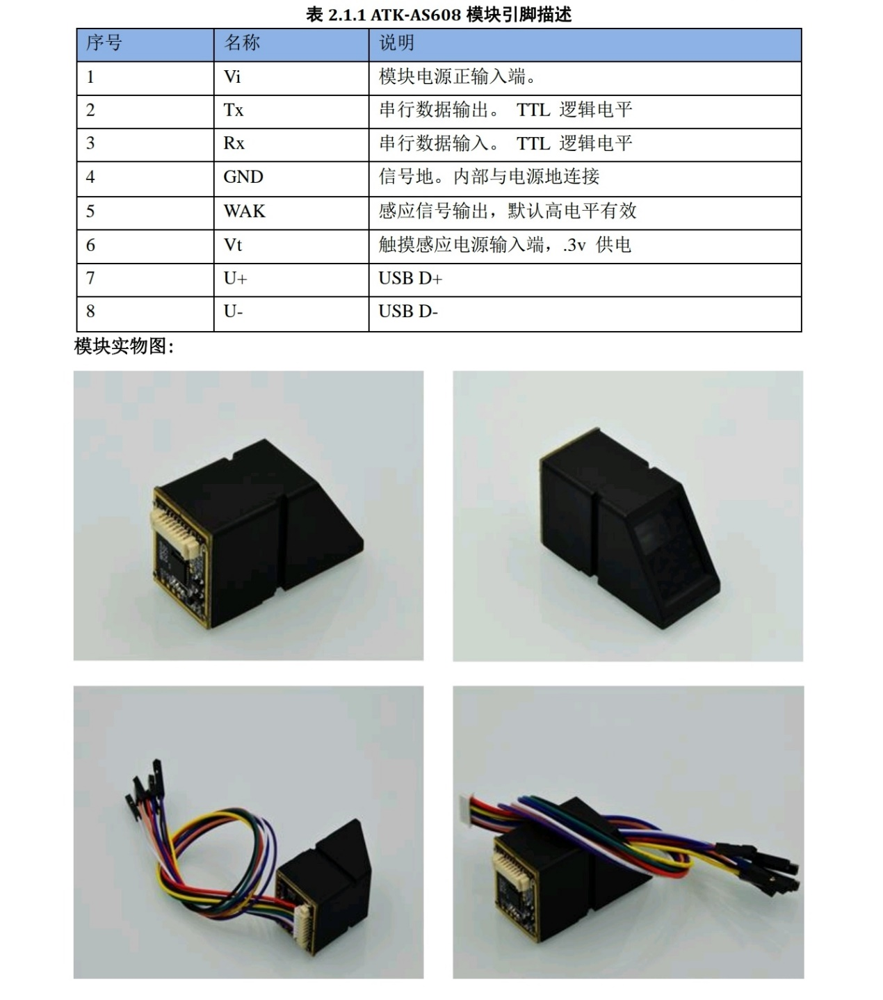 表 2.1.1 ATK-AS608 模块引脚描述
序号 名称 说明
1 Vi 模块电源正输入端。
2 Tx 串行数据输出。 TTL 逻辑电平
3 Rx 串行数据输入。 TTL 逻辑电平
4 GND 信号地。内部与电源地连接
5 WAK 感应信号输出，默认高电平有效
6 Vt 触摸感应电源输入端，.3v 供电
7 U+ USB D+
8 U- USB D-
模块实物图：